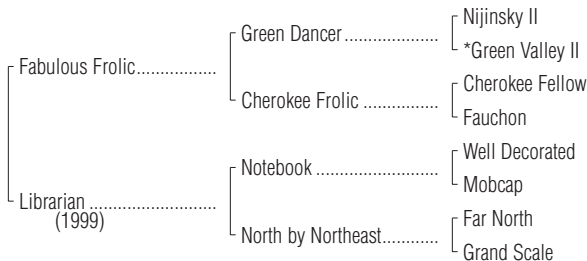 Nijinsky II
Green Dancer ....................
*Green Valley II
Fabulous Frolic.................
Cherokee Fellow
Cherokee Frolic ................
Fauchon
Well Decorated
Notebook ..........................
Mobcap
Librarian ...........................
(1999)
Far North
North by Northeast............
Grand Scale